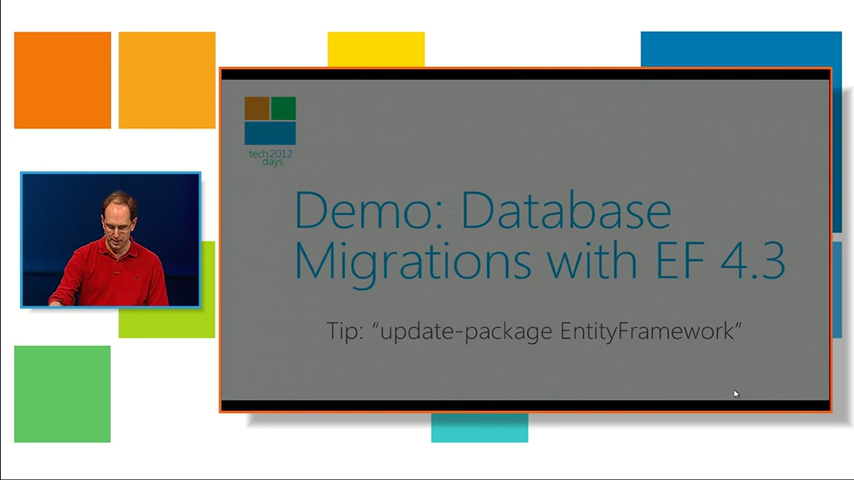 tech2012
days
Demo: Database
Migrations with EF 4.3
Tip: “update-package EntityFramework”